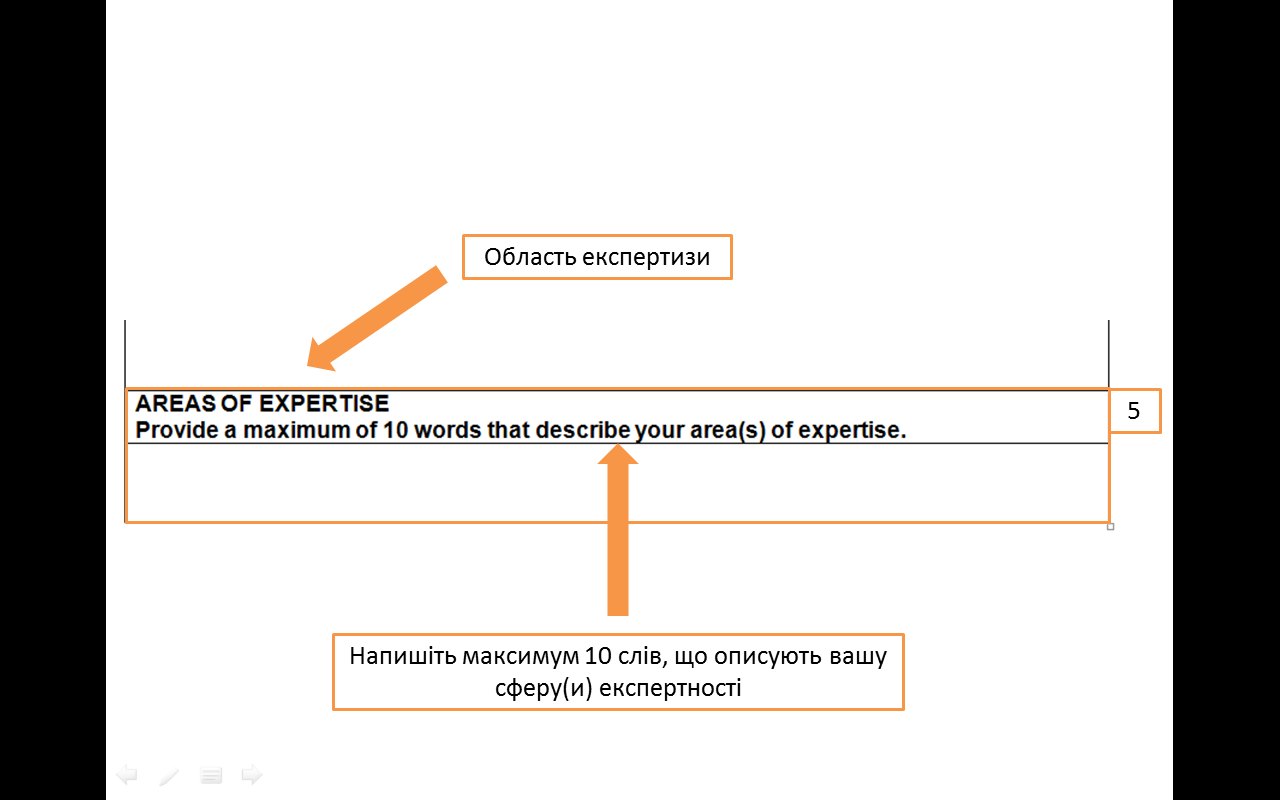 Область експертизи
AREAS OF EXPERTISE
Provide a maximum of 10 words that describe your area(s) of expertise.
5
Напишіть максимум 10 слів, що описують вашу
сферу(и) експертності